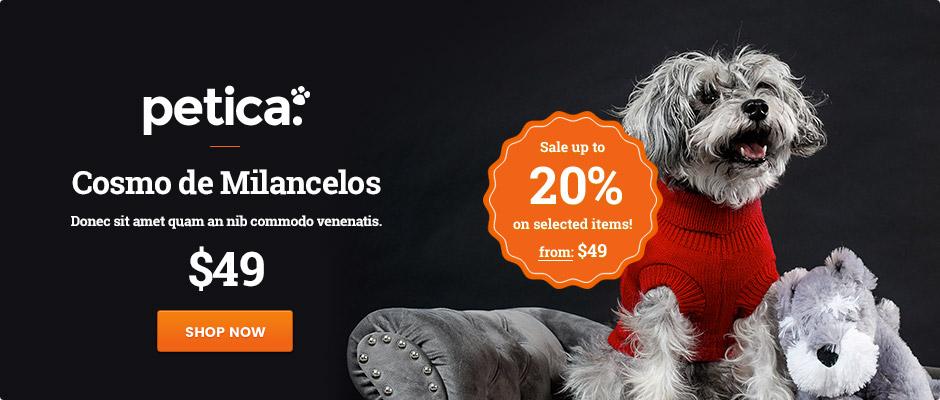 petica.
Cosmo de Milancelos
Donec sit amet quam an nib commodo venenatis.
$49
SHOP NOW
Sale up to
20%
on selected items!
from: $49